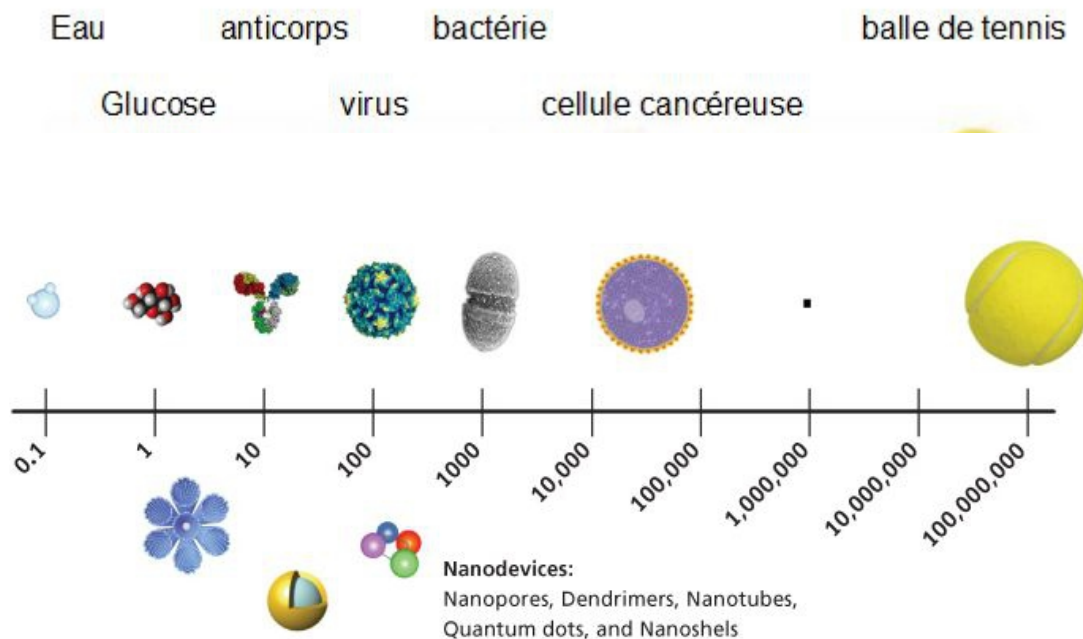 Eau anticorps bactérie balle de tennis
Glucose virus cellule cancéreuse
0.1 1 10 100 1000 10,000 100,000 1,000,000 10,000,000 100,000,000
Nanodevices:
Nanopores, Dendrimers, Nanotubes,
Quantum dots, and Nanoshels